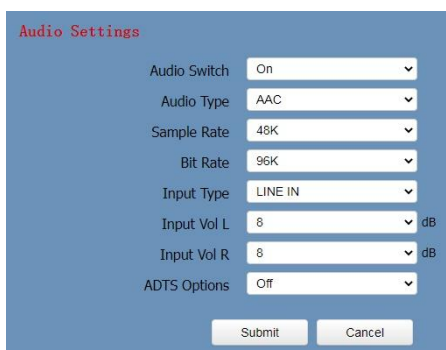 Audio Settings
Audio Switch On
Audio Type AAC
Sample Rate 48K
Bit Rate 96K
Input Type LINE IN
Input Vol L 8 dB
Input Vol R 8 dB
ADTS Options Off
Submit Cancel